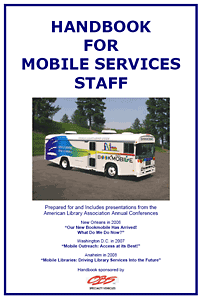 HANDBOOK
FOR
MOBILE SERVICES
STAFF
BOOKMOBILE
Prepared for and Includes presentations from the
American Library Association Annual Conferences
New Orleans in 2006
"Our New Bookmobile Has Arrived!
What Do We Do Now?"
Washington D.C. in 2007
"Mobile Outreach: Access at its Best!"
Anaheim in 2008
"Mobile Libraries: Driving Library Services Into the Future"
Handbook sponsored by
SPECIALTY VEHICLES